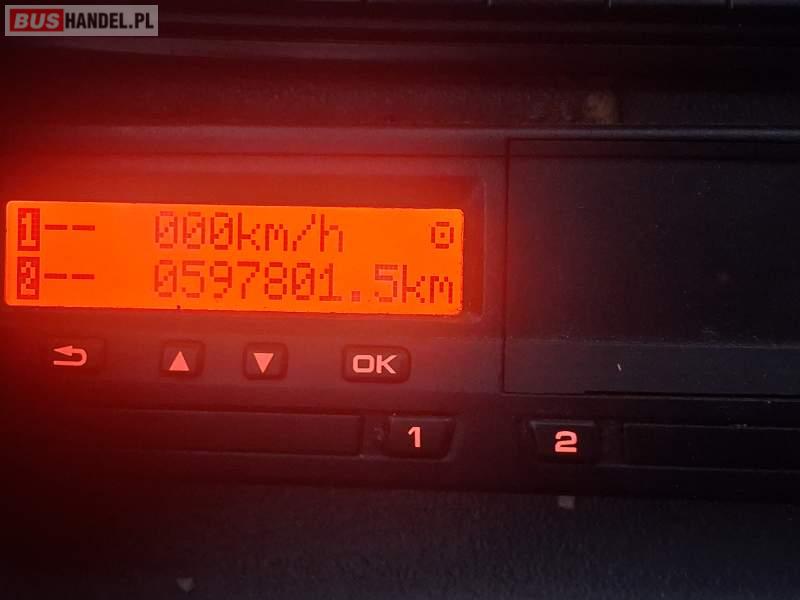 BUSHANDEL.PL
1-- 000km/h
2-- 0597801.5km
OK
1
2